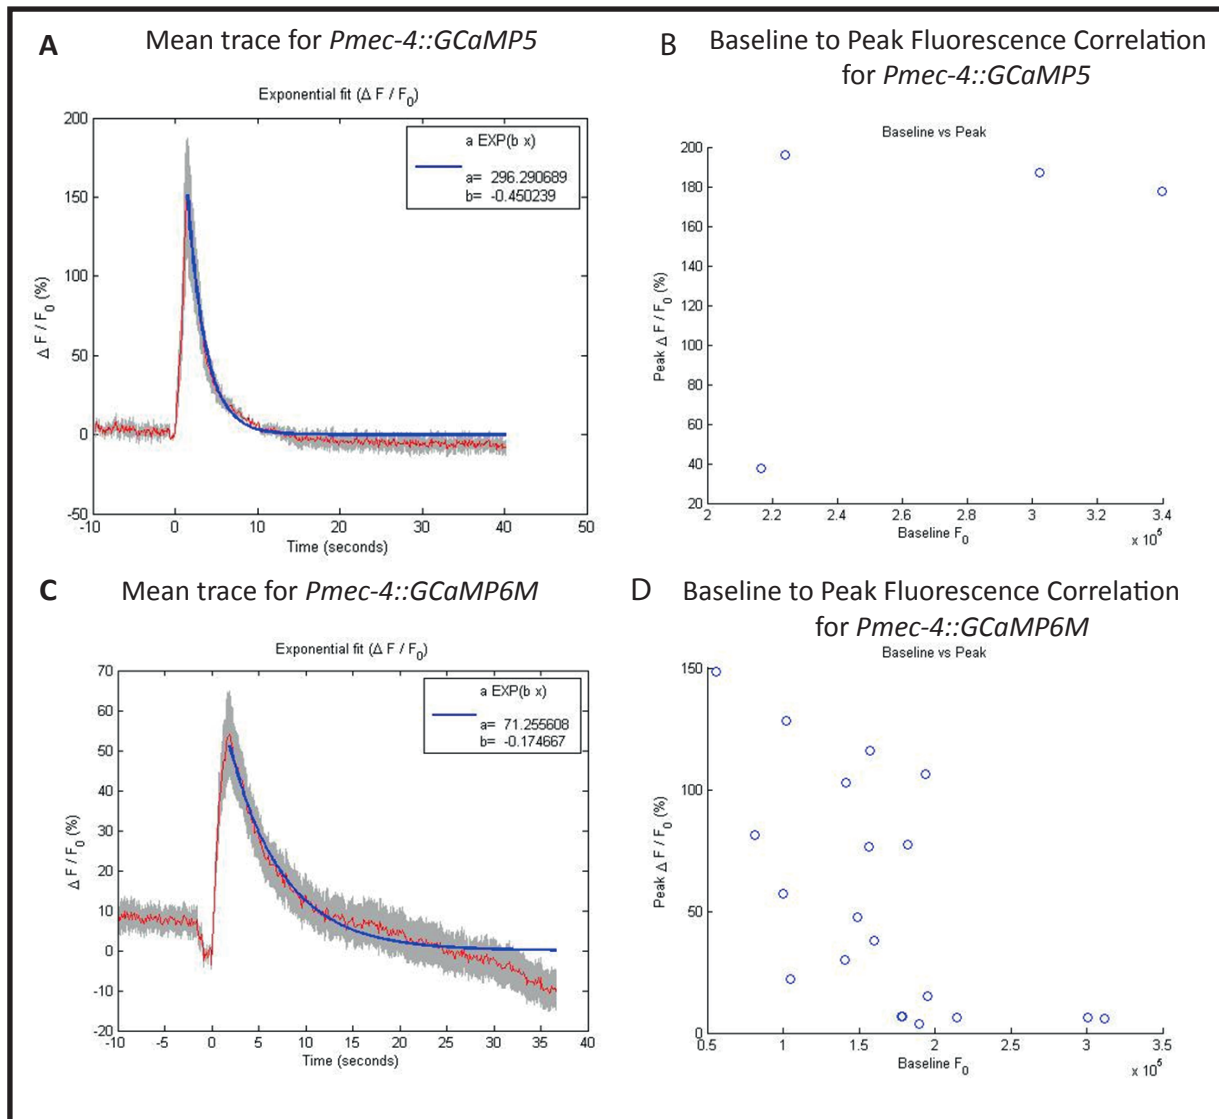 A
Mean trace for Pmec-4::GCaMP5
Exponential fit (Δ F / F0)
200
150
100
50
0
-50
Δ F / F0 (%)
-10
0
10
20
30
40
50
Time (seconds)
a EXP(b x)
a= 296.290689
b= -0.450239
B
Baseline to Peak Fluorescence Correlation
for Pmec-4::GCaMP5
Baseline vs Peak
200
180
160
140
120
100
80
60
40
20
Peak Δ F / F0 (%)
2
2.2
2.4
2.6
2.8
3
3.2
3.4
Baseline F0
x 10^5
C
Mean trace for Pmec-4::GCaMP6M
Exponential fit (Δ F / F0)
70
60
50
40
30
20
10
0
-10
-20
Δ F / F0 (%)
-10
-5
0
5
10
15
20
25
30
35
40
Time (seconds)
a EXP(b x)
a= 71.255608
b= -0.174667
D
Baseline to Peak Fluorescence Correlation
for Pmec-4::GCaMP6M
Baseline vs Peak
150
100
50
0
Peak Δ F / F0 (%)
0.5
1
1.5
2
2.5
3
3.5
Baseline F0
x 10^5